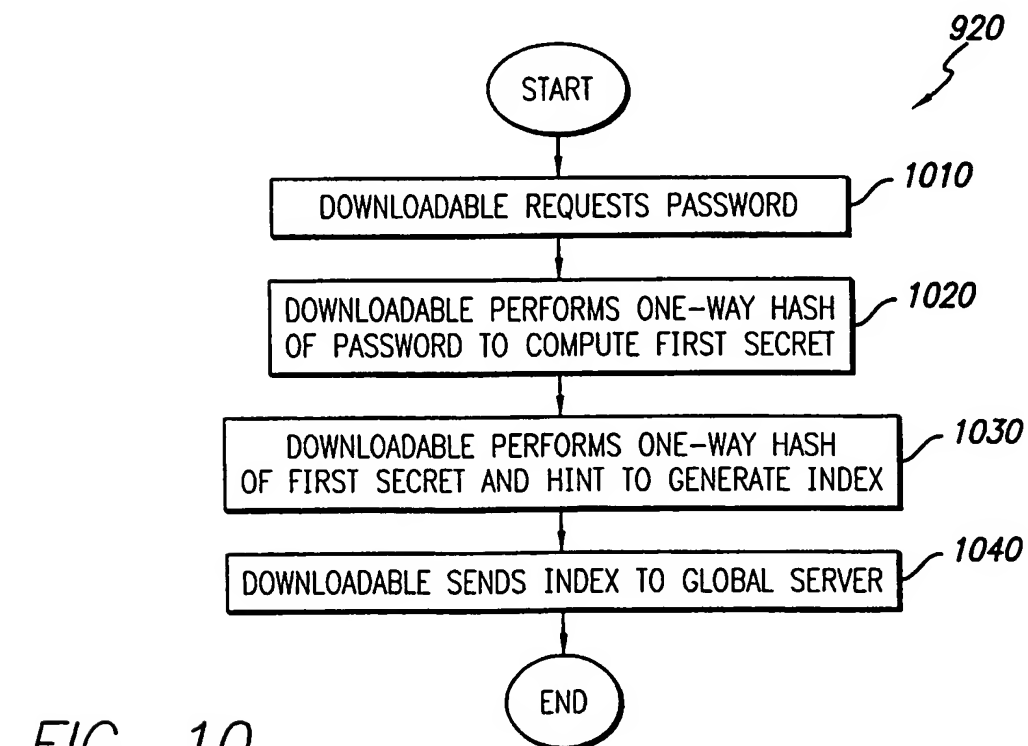 920
START
DOWNLOADABLE REQUESTS PASSWORD
1010
DOWNLOADABLE PERFORMS ONE-WAY HASH
OF PASSWORD TO COMPUTE FIRST SECRET
1020
DOWNLOADABLE PERFORMS ONE-WAY HASH
OF FIRST SECRET AND HINT TO GENERATE INDEX
1030
DOWNLOADABLE SENDS INDEX TO GLOBAL SERVER
1040
END
FIG. 10